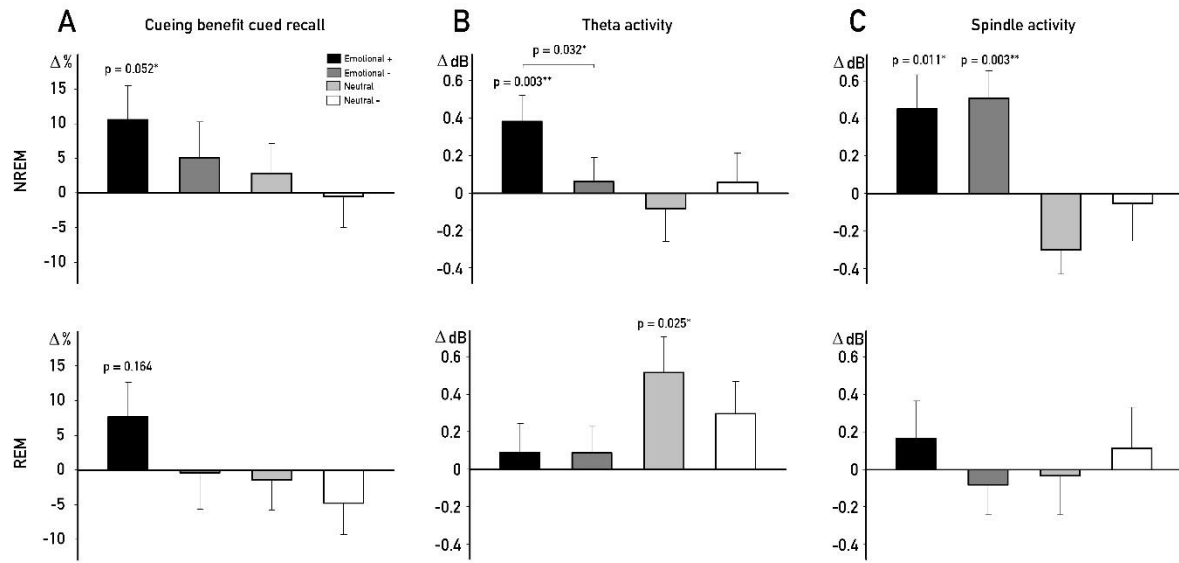 A
Cueing benefit cued recall
B
Theta activity
C
Spindle activity
NREM
Δ%
p = 0.052*
15
10
5
0
-5
-10
Emotional +
Emotional -
Neutral
Neutral -
Δ dB
p = 0.032*
p = 0.003**
0.6
0.4
0.2
0
-0.2
-0.4
Δ dB
p = 0.011* p = 0.003**
0.6
0.4
0.2
0
-0.2
-0.4
REM
Δ%
p = 0.164
15
10
5
0
-5
-10
Δ dB
p = 0.025*
0.6
0.4
0.2
0
-0.2
-0.4
Δ dB
0.6
0.4
0.2
0
-0.2
-0.4